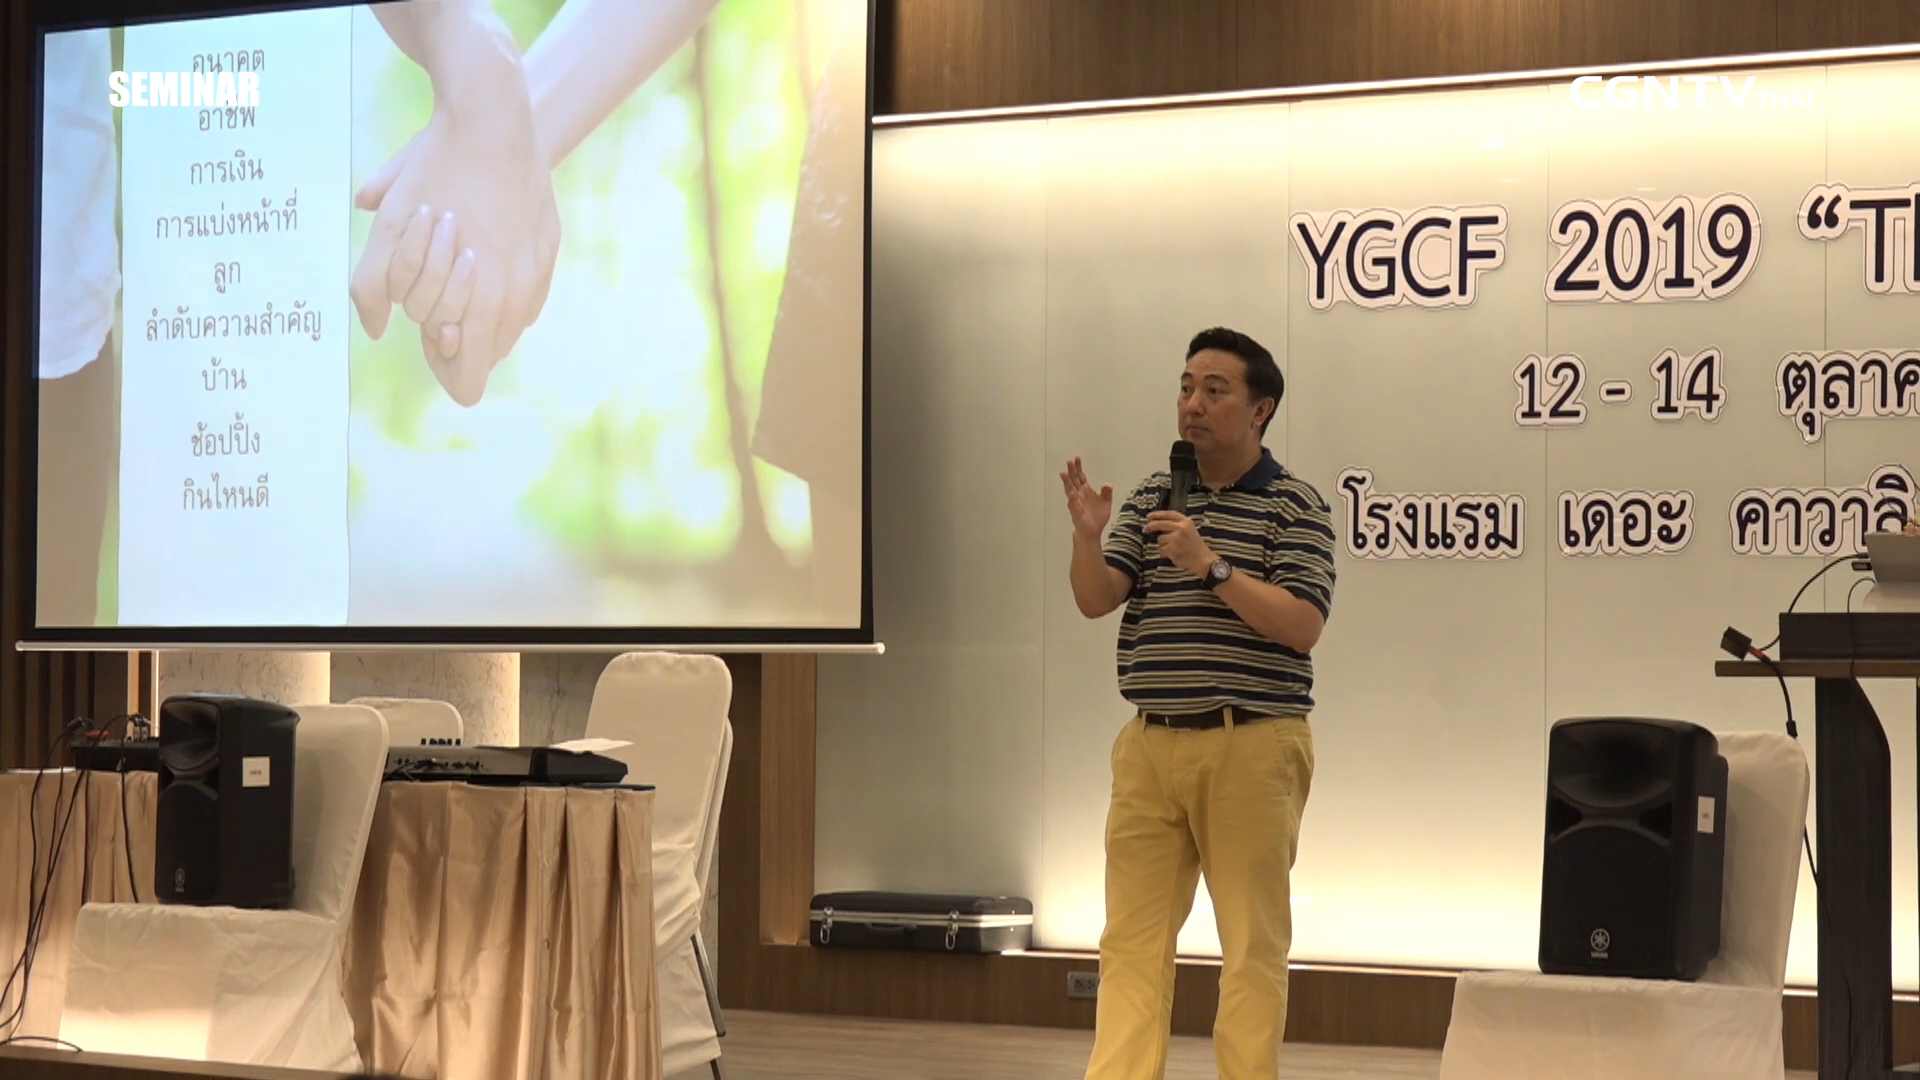 SEMINAR
CGNTV THAI
อนาคต
อาชีพ
การเงิน
การแบ่งหน้าที่
ลูก
ลำดับความสำคัญ
บ้าน
ช้อปปิ้ง
กินไหนดี
YGCF 2019 “Th
12 - 14 ตุลาค
โรงแรม เดอะ คาวาลิ